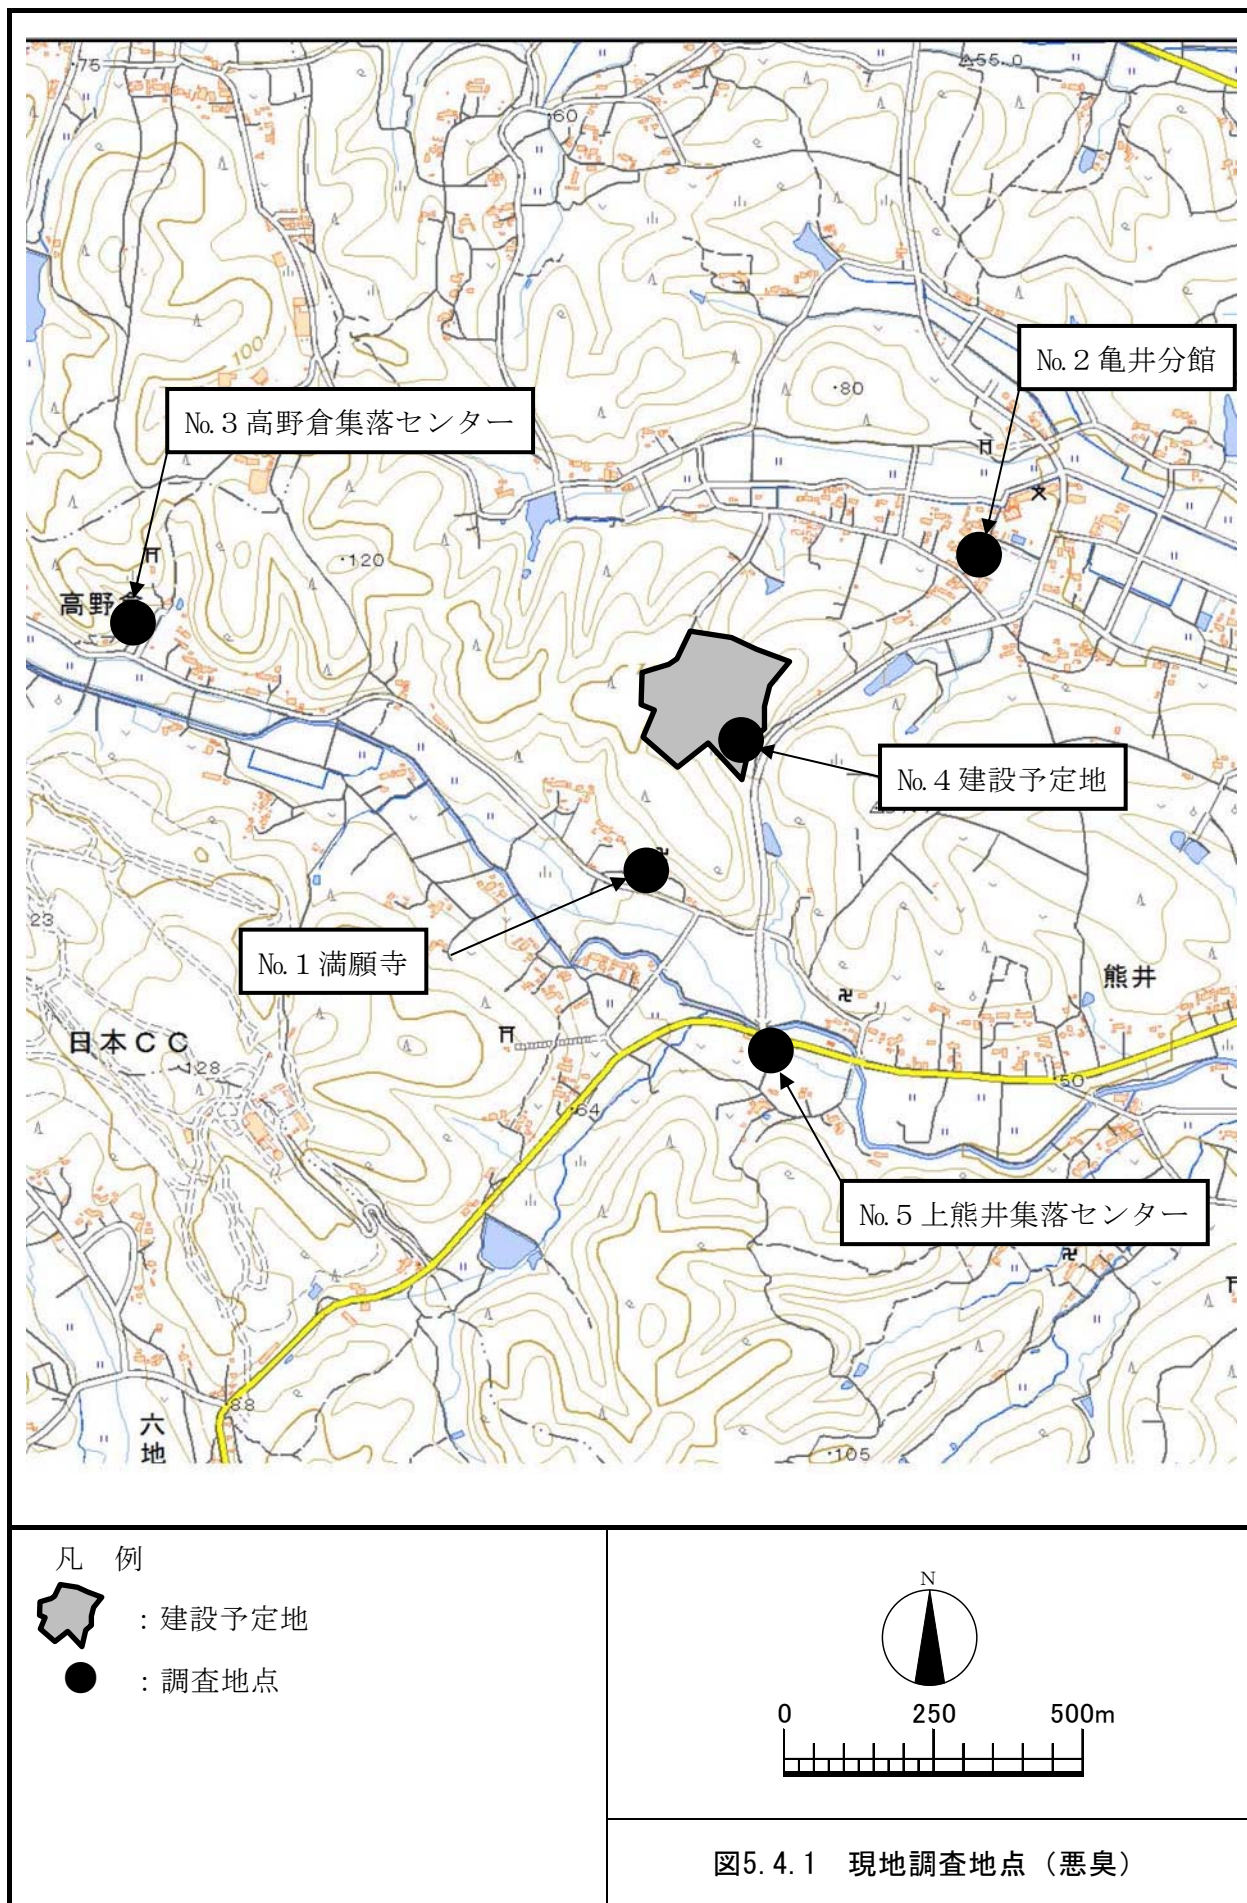 75
60
55.0
No.2 亀井分館
80
100
No.3 高野倉集落センター
120
高野
No.4 建設予定地
No.1 満願寺
23
熊井
日本CC
128
64
50
No.5 上熊井集落センター
88
六地
105
凡 例
：建設予定地
：調査地点
N
0 250 500m
図5.4.1 現地調査地点（悪臭）